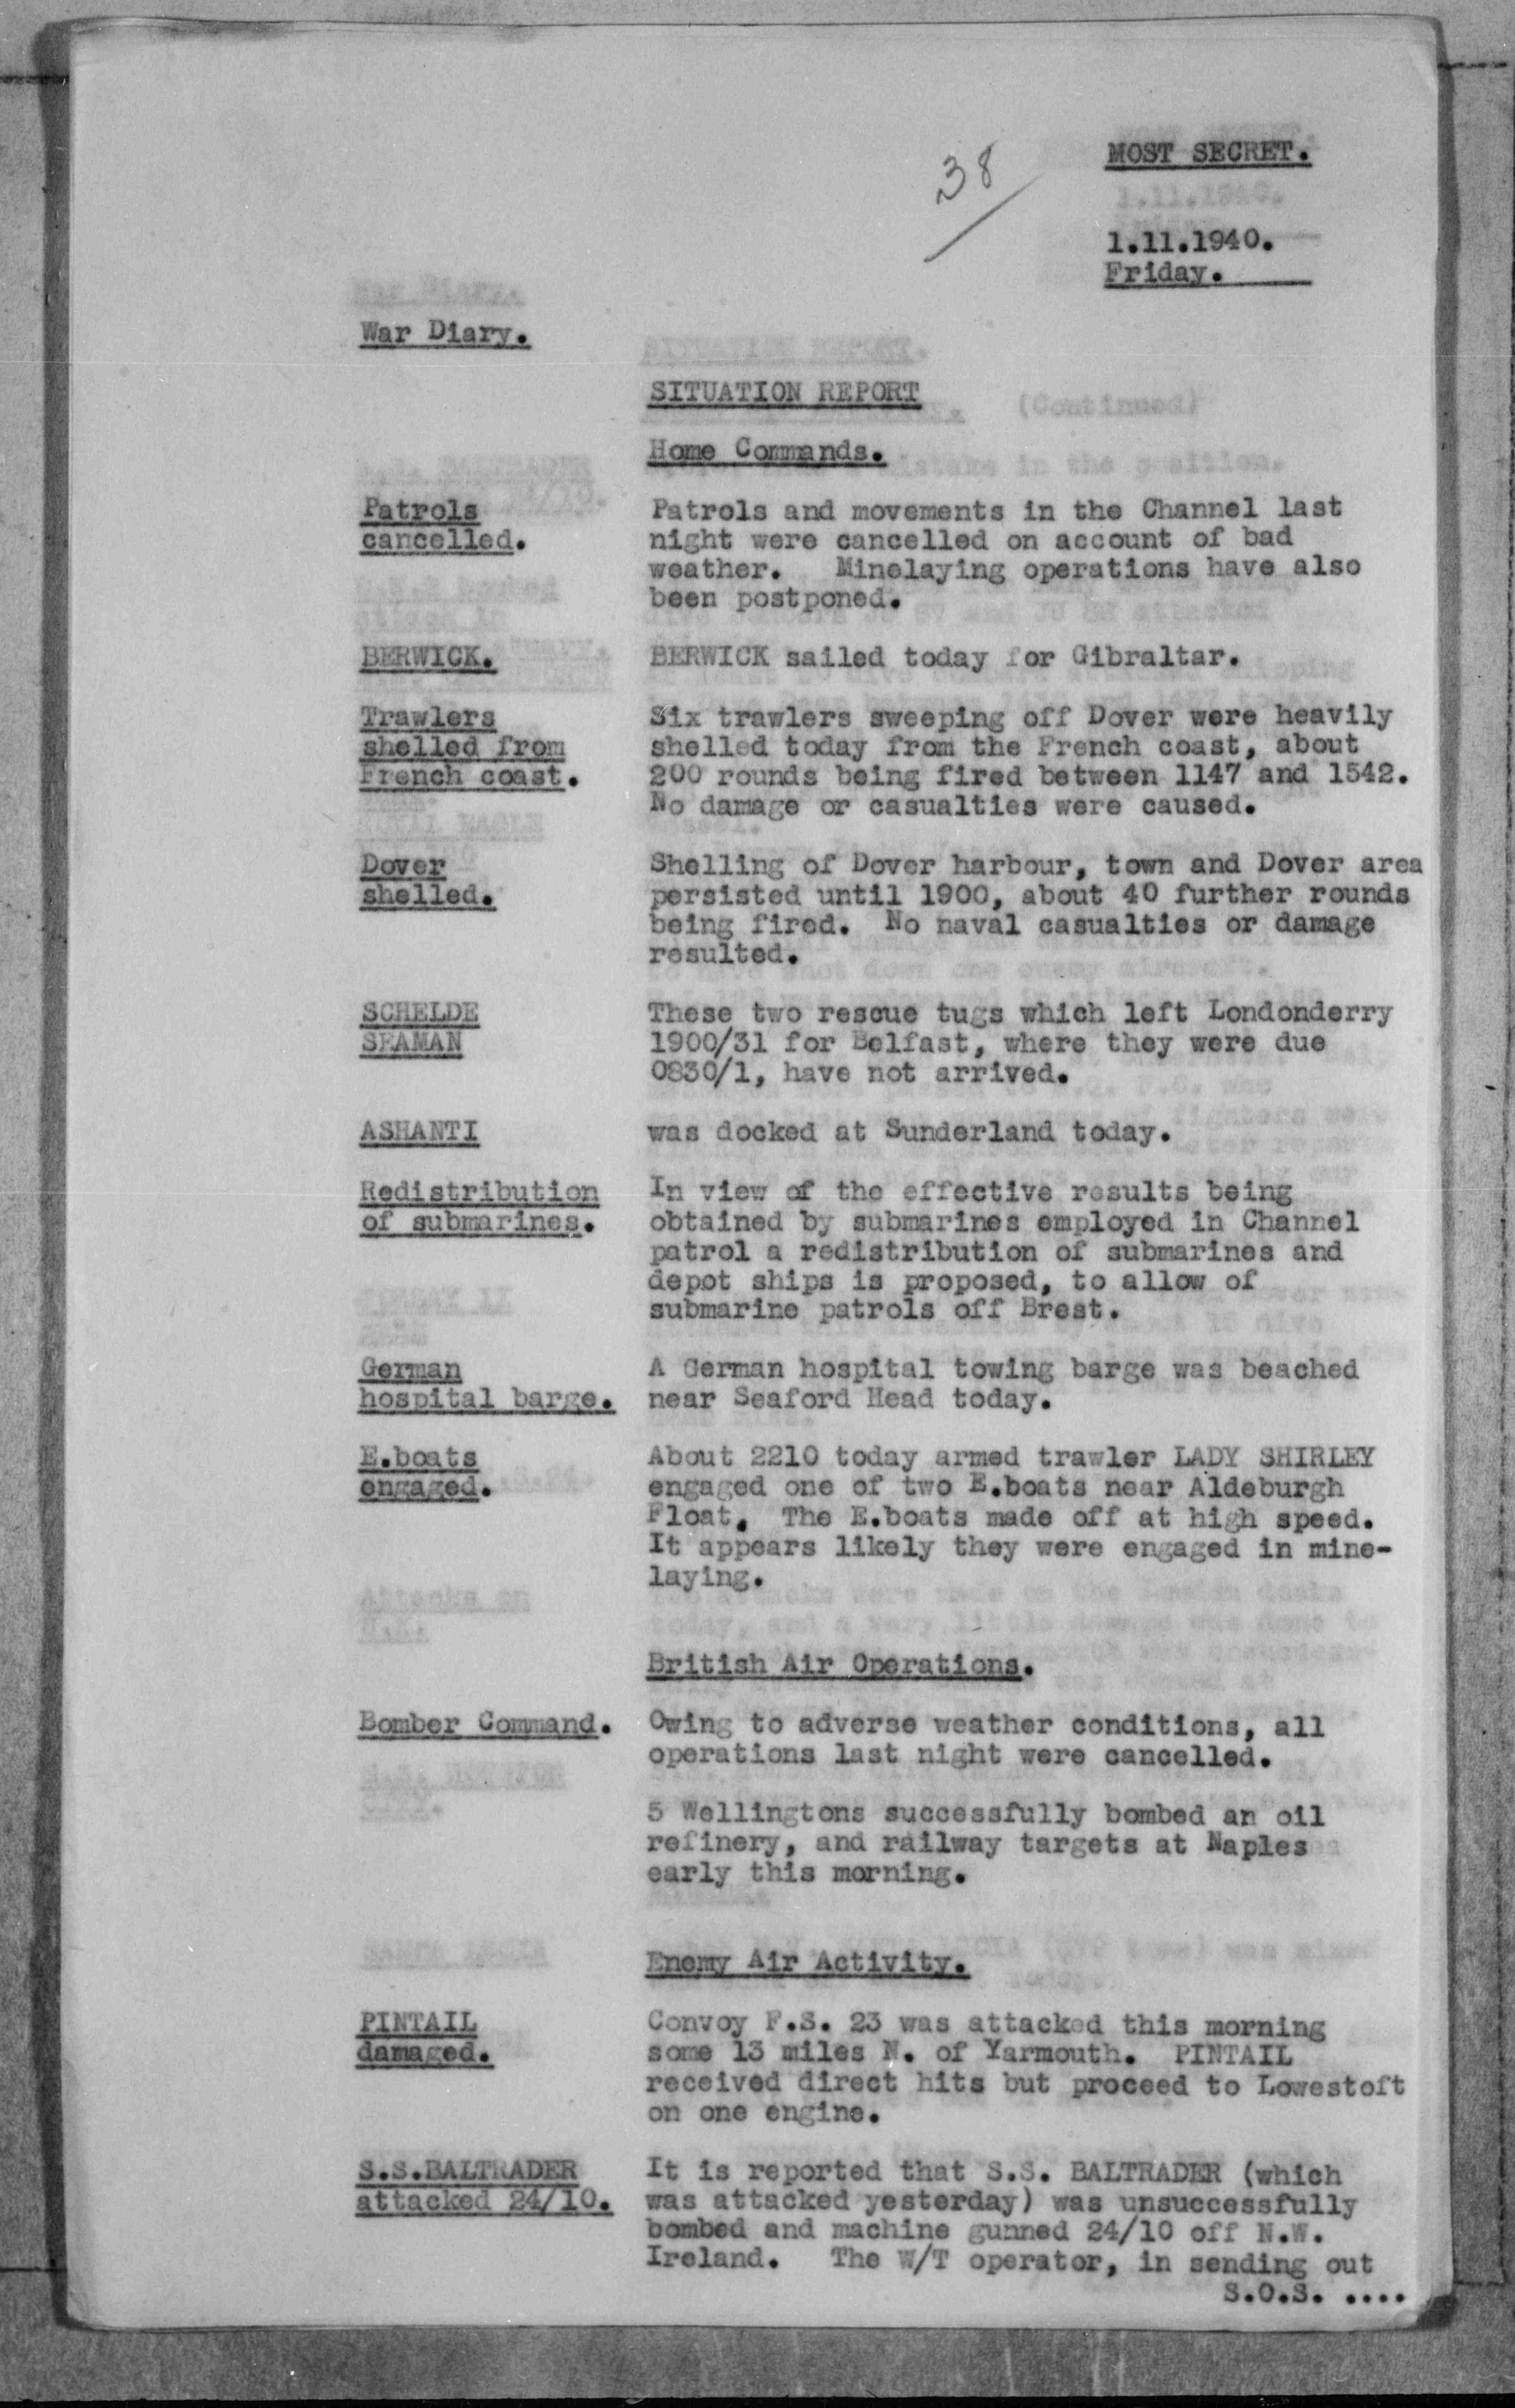 38
MOST SECRET.
1.11.1940.
Friday.
War Diary.
SITUATION REPORT
Home Commands.
Patrols
cancelled.
Patrols and movements in the Channel last
night were cancelled on account of bad
weather. Minelaying operations have also
been postponed.
BERWICK.
BERWICK sailed today for Gibraltar.
Trawlers
shelled from
French coast.
Six trawlers sweeping off Dover were heavily
shelled today from the French coast, about
200 rounds being fired between 1147 and 1542.
No damage or casualties were caused.
Dover
shelled.
Shelling of Dover harbour, town and Dover area
persisted until 1900, about 40 further rounds
being fired. No naval casualties or damage
resulted.
SCHELDE
SEAMAN
These two rescue tugs which left Londonderry
1900/31 for Belfast, where they were due
0830/1, have not arrived.
ASHANTI
was docked at Sunderland today.
Redistribution
of submarines.
In view of the effective results being
obtained by submarines employed in Channel
patrol a redistribution of submarines and
depot ships is proposed, to allow of
submarine patrols off Brest.
German
hospital barge.
A German hospital towing barge was beached
near Seaford Head today.
E.boats
engaged.
About 2210 today armed trawler LADY SHIRLEY
engaged one of two E.boats near Aldeburgh
Float. The E.boats made off at high speed.
It appears likely they were engaged in mine-
laying.
British Air Operations.
Bomber Command.
Owing to adverse weather conditions, all
operations last night were cancelled.
5 Wellingtons successfully bombed an oil
refinery, and railway targets at Naples
early this morning.
Enemy Air Activity.
PINTAIL
damaged.
Convoy F.S. 23 was attacked this morning
some 13 miles N. of Yarmouth. PINTAIL
received direct hits but proceed to Lowestoft
on one engine.
S.S.BALTRADER
attacked 24/10.
It is reported that S.S. BALTRADER (which
was attacked yesterday) was unsuccessfully
bombed and machine gunned 24/10 off N.W.
Ireland. The W/T operator, in sending out
S.O.S. ....